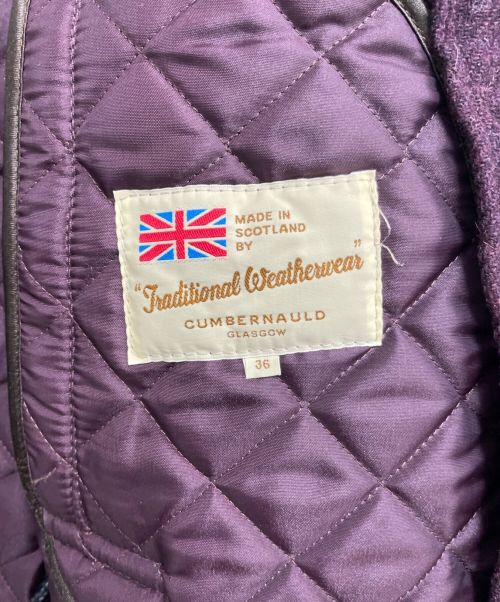 MADE IN
SCOTLAND
BY
"Traditional Weatherwear"
CUMBERNAULD
GLASGOW
36